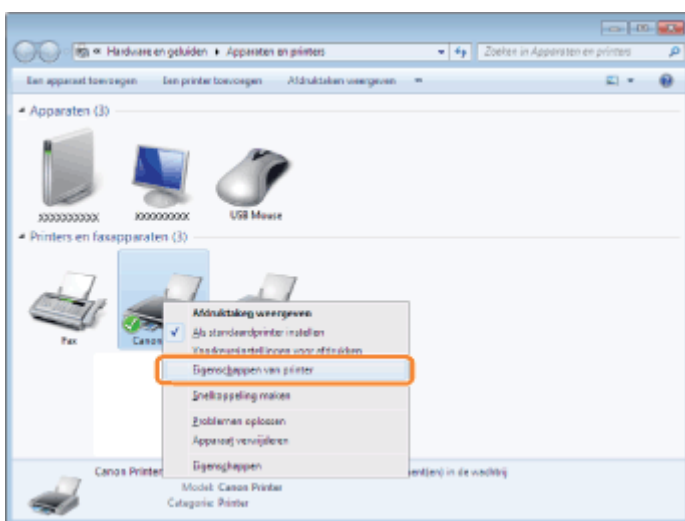 « Hardware en geluiden ▸ Apparaten en printers
Zoeken in Apparaten en printers
Een apparaat toevoegen Een printer toevoegen Afdruktaken weergeven »
Apparaten (3)
xxxxxxxxxx xxxxxxxxxx USB Mouse
Printers en faxapparaten (3)
Fax Canon
Afdruktaken weergeven
Als standaardprinter instellen
Voorkeursinstellingen voor afdrukken
Eigenschappen van printer
Snelkoppeling maken
Problemen oplossen
Apparaat verwijderen
Eigenschappen
Canon Printer in de wachtrij
Model: Canon Printer
Categorie: Printer